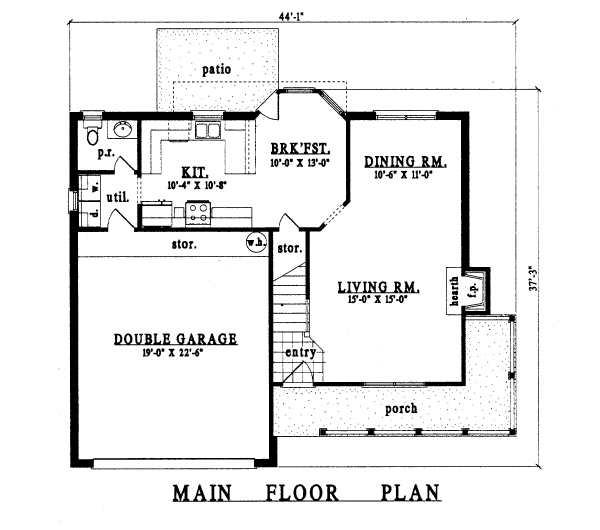 44'-1"
patio
p.r.
BRK'FST.
10'-0" X 13'-0"
DINING RM.
10'-6" X 11'-0"
KIT.
10'-4" X 10'-8"
w.
d.
util.
stor.
w.h.
stor.
LIVING RM.
15'-0" X 15'-0"
hearth
f.p.
37'-3"
DOUBLE GARAGE
19'-0" X 22'-6"
entry
porch
MAIN FLOOR PLAN